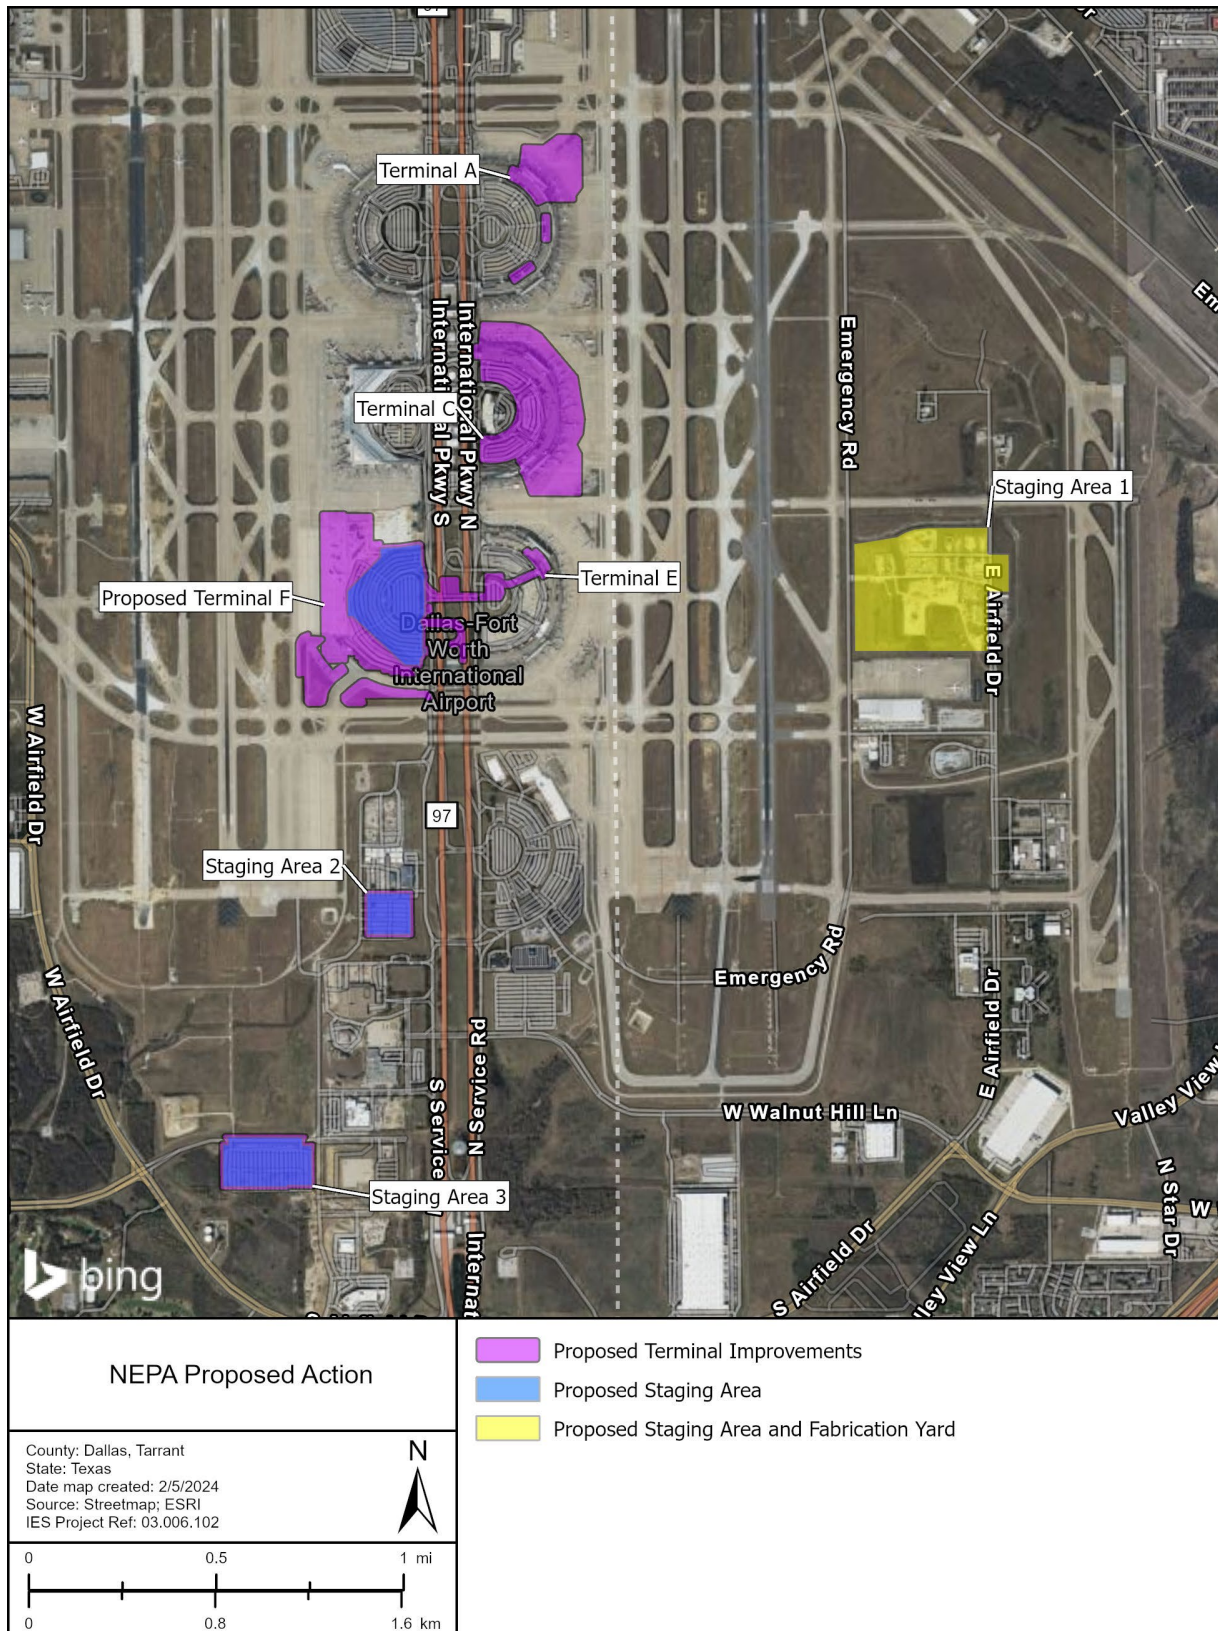 Terminal A
International Pkwy S
International Pkwy N
Emergency Rd
Terminal C
Staging Area 1
Proposed Terminal F
Terminal E
E Airfield Dr
Dallas-Fort
Worth
International
Airport
W Airfield Dr
97
Staging Area 2
Emergency Rd
W Airfield Dr
E Airfield Dr
N Service Rd
S Service
W Walnut Hill Ln
Valley View
Staging Area 3
N Star Dr
W
S Airfield Dr
lley View Ln
Internat
bing
NEPA Proposed Action
County: Dallas, Tarrant
State: Texas
Date map created: 2/5/2024
Source: Streetmap; ESRI
IES Project Ref: 03.006.102
N
0 0.5 1 mi
0 0.8 1.6 km
Proposed Terminal Improvements
Proposed Staging Area
Proposed Staging Area and Fabrication Yard